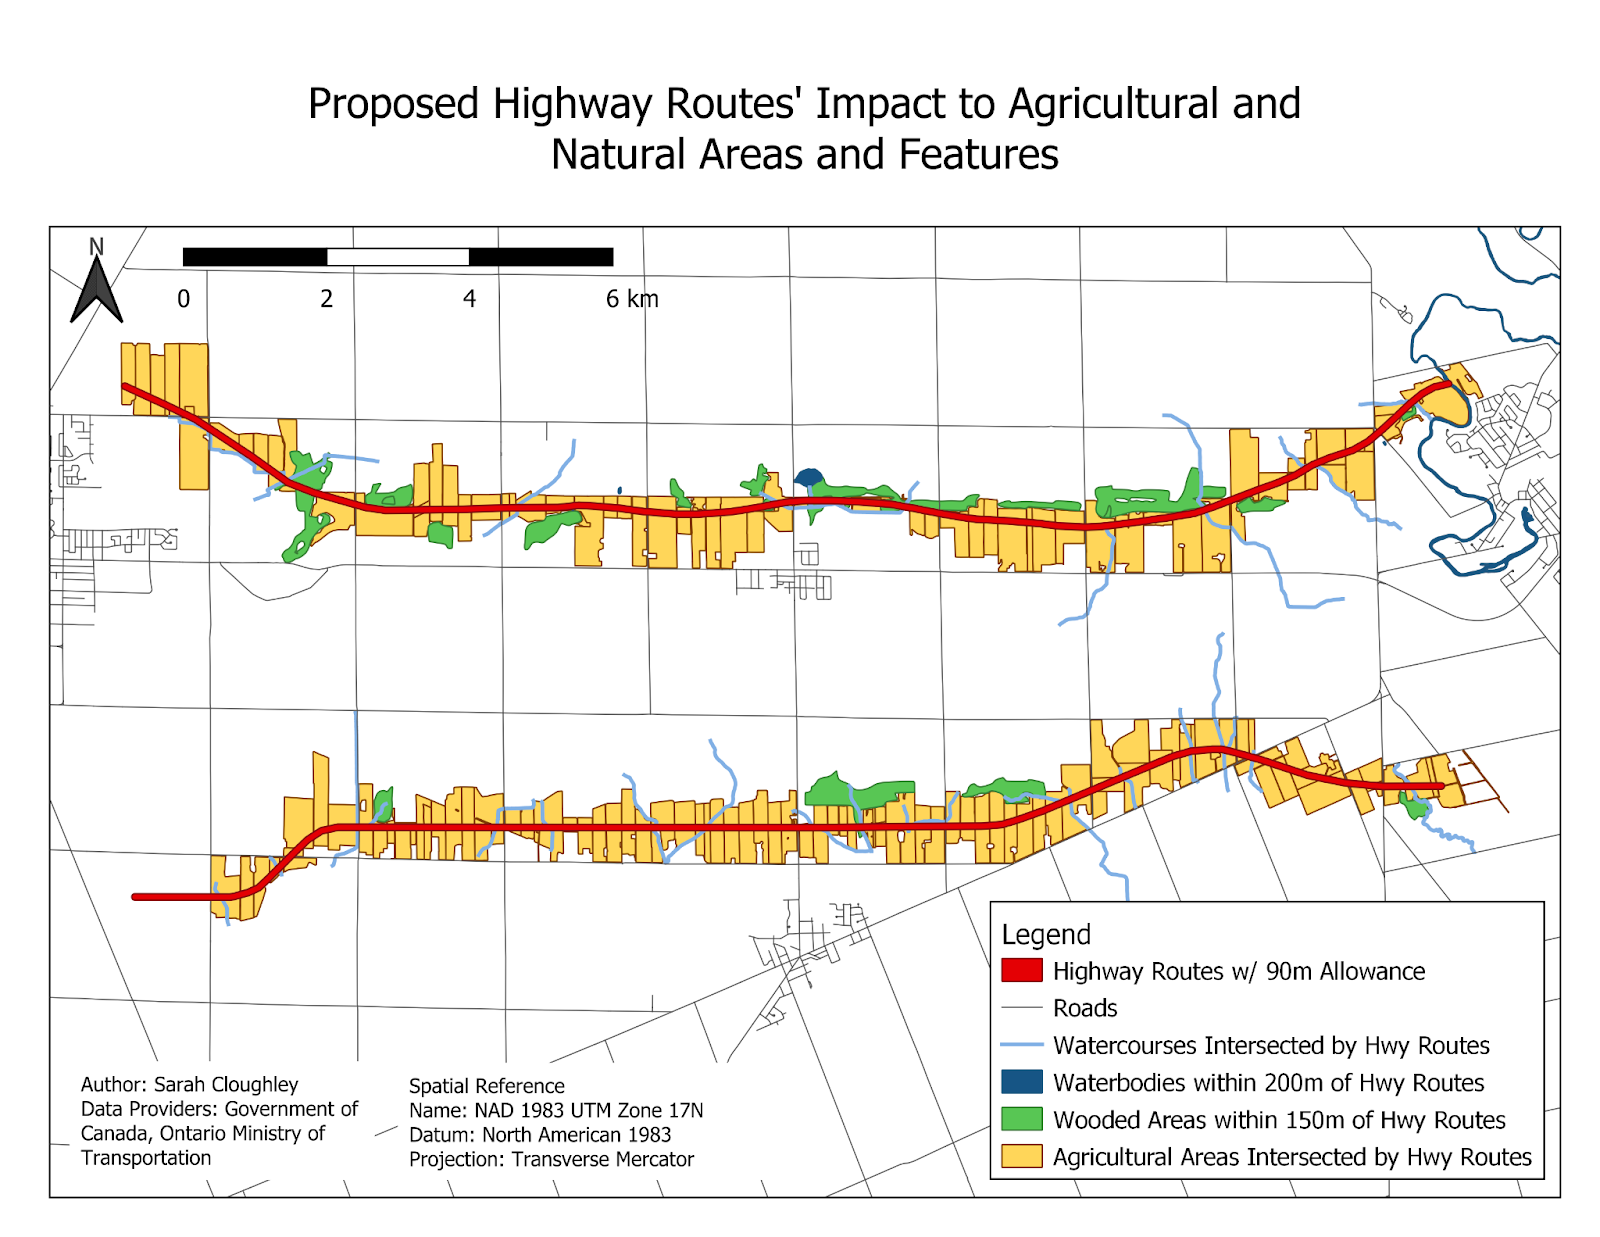 Proposed Highway Routes' Impact to Agricultural and
Natural Areas and Features
N
0 2 4 6 km
Legend
Highway Routes w/ 90m Allowance
Roads
Watercourses Intersected by Hwy Routes
Waterbodies within 200m of Hwy Routes
Wooded Areas within 150m of Hwy Routes
Agricultural Areas Intersected by Hwy Routes
Author: Sarah Cloughley
Data Providers: Government of
Canada, Ontario Ministry of
Transportation
Spatial Reference
Name: NAD 1983 UTM Zone 17N
Datum: North American 1983
Projection: Transverse Mercator